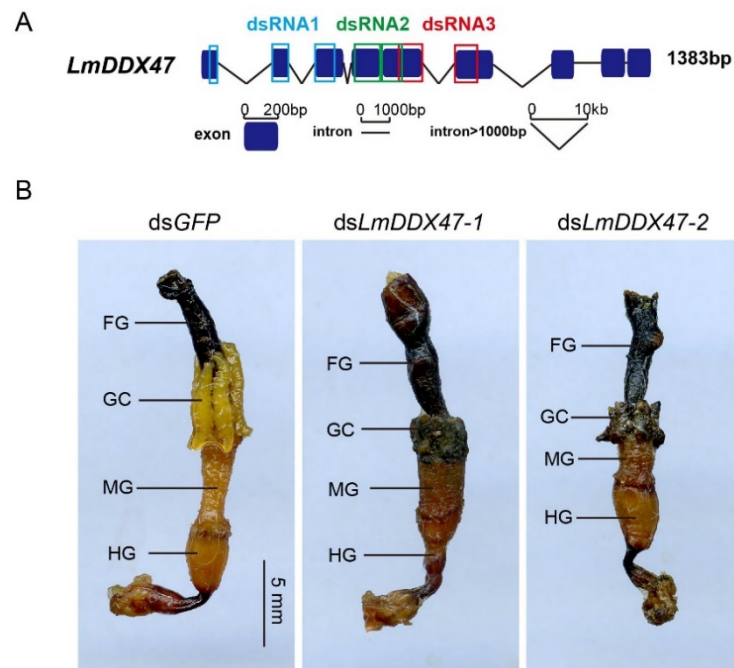 A
dsRNA1 dsRNA2 dsRNA3
LmDDX47 1383bp
0 200bp 0 1000bp 0 10kb
exon intron intron>1000bp
B
dsGFP dsLmDDX47-1 dsLmDDX47-2
FG FG FG
GC GC GC
MG MG MG
HG HG HG
5 mm